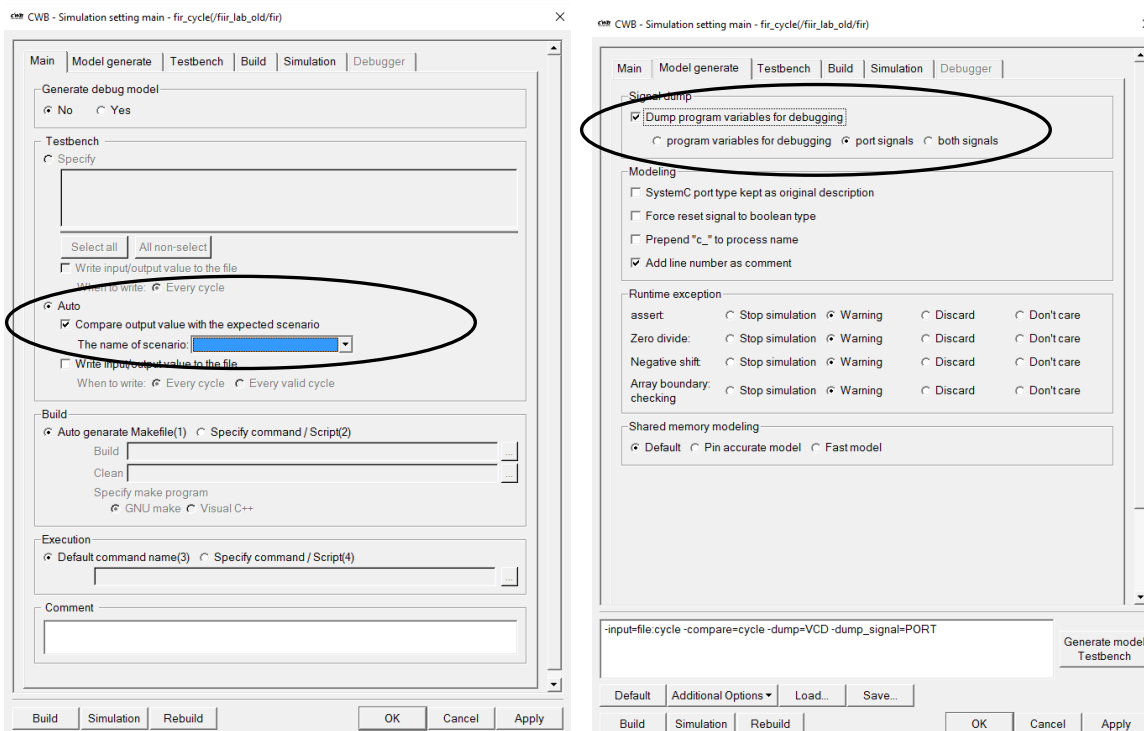 CWB - Simulation setting main - fir_cycle(/fiir_lab_old/fir)
Main Model generate Testbench Build Simulation Debugger
Generate debug model
No Yes
Testbench
Specify
Select all All non-select
Write input/output value to the file
When to write: Every cycle
Auto
Compare output value with the expected scenario
The name of scenario:
Write input/output value to the file
When to write: Every cycle Every valid cycle
Build
Auto genarate Makefile(1) Specify command / Script(2)
Build ...
Clean ...
Specify make program
GNU make Visual C++
Execution
Default command name(3) Specify command / Script(4)
...
Comment
Build Simulation Rebuild OK Cancel Apply
CWB - Simulation setting main - fir_cycle(/fiir_lab_old/fir)
Main Model generate Testbench Build Simulation Debugger
Signal dump
Dump program variables for debugging
program variables for debugging port signals both signals
Modeling
SystemC port type kept as original description
Force reset signal to boolean type
Prepend "c_" to process name
Add line number as comment
Runtime exception
assert: Stop simulation Warning Discard Don't care
Zero divide: Stop simulation Warning Discard Don't care
Negative shift: Stop simulation Warning Discard Don't care
Array boundary: checking Stop simulation Warning Discard Don't care
Shared memory modeling
Default Pin accurate model Fast model
-input=file:cycle -compare=cycle -dump=VCD -dump_signal=PORT
Generate model
Testbench
Default Additional Options Load... Save...
Build Simulation Rebuild OK Cancel Apply